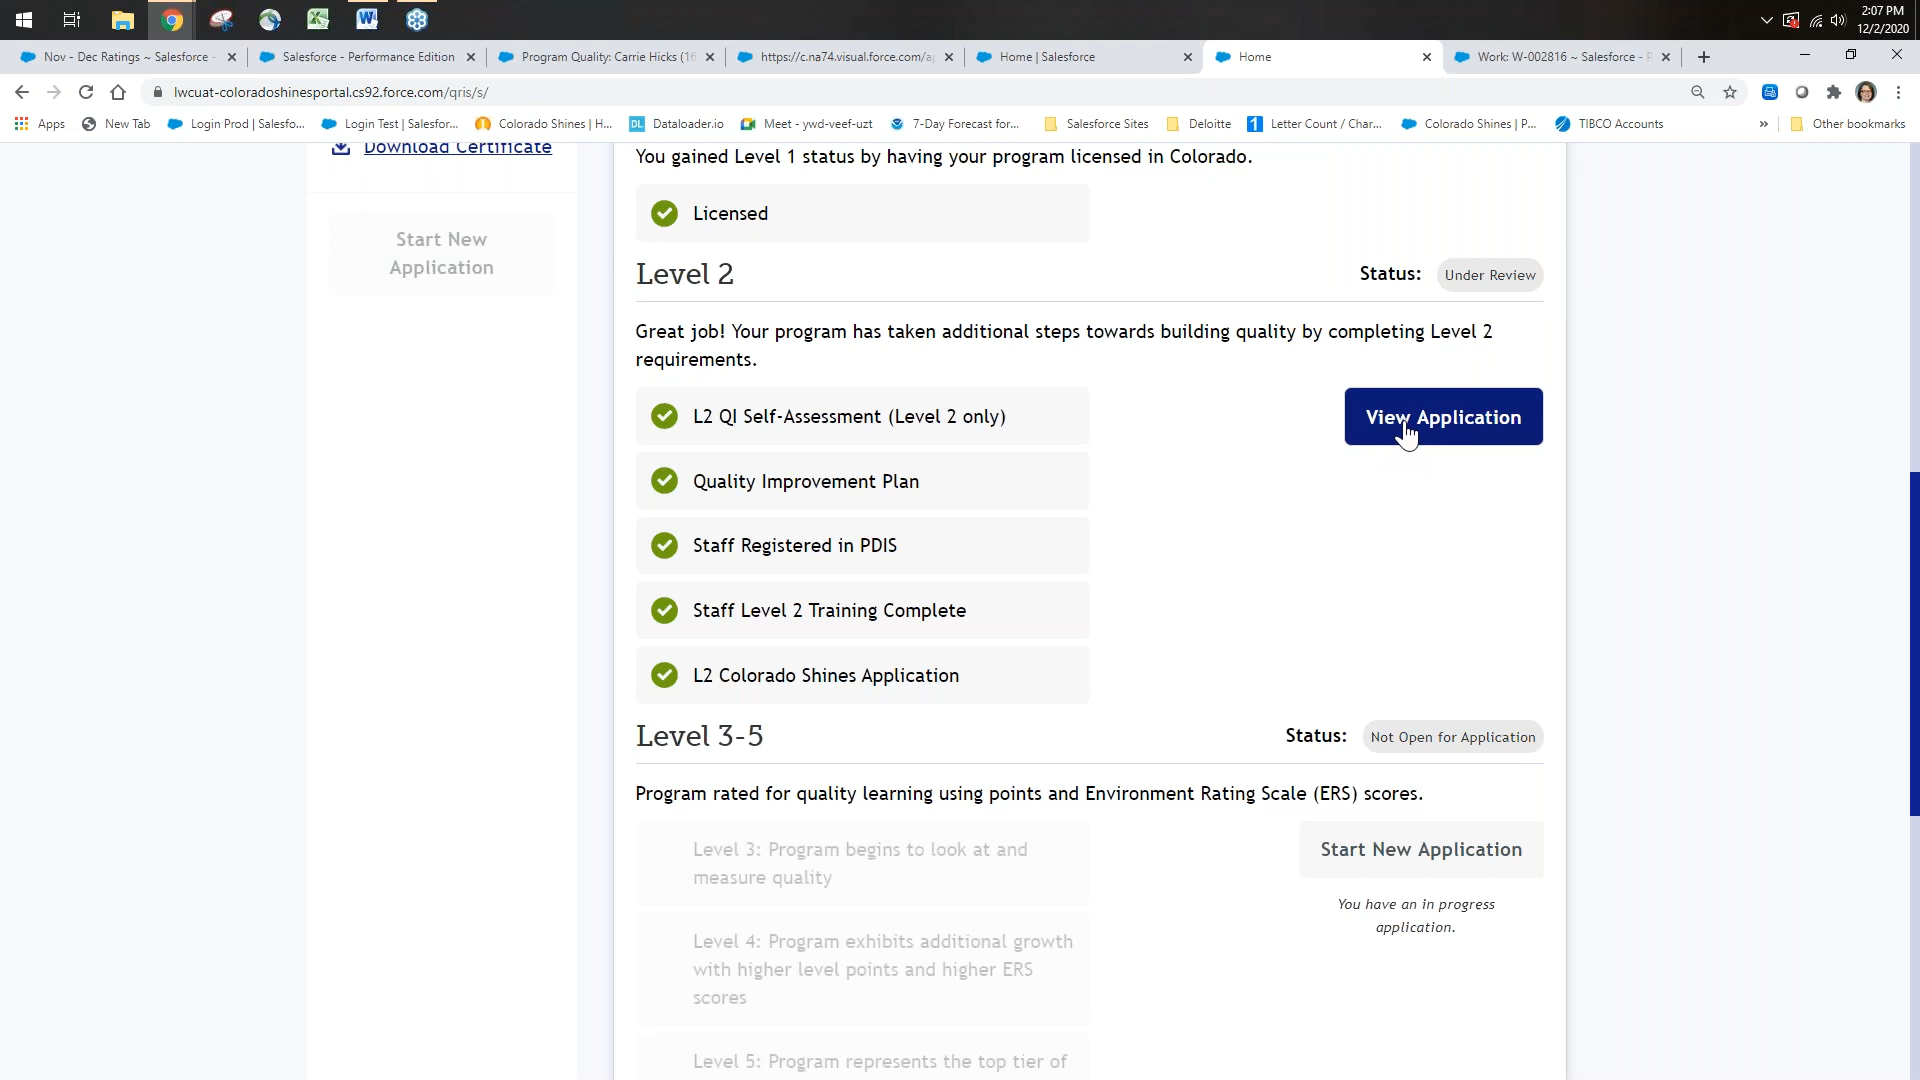 2:07 PM
12/2/2020
Nov - Dec Ratings ~ Salesforce -
Salesforce - Performance Edition
Program Quality: Carrie Hicks (16
https://c.na74.visual.force.com/a
Home | Salesforce
Home
Work: W-002816 ~ Salesforce - P
lwcuat-coloradoshinesportal.cs92.force.com/qris/s/
Apps
New Tab
Login Prod | Salesfo...
Login Test | Salesfor...
Colorado Shines | H...
DL
Dataloader.io
Meet - ywd-veef-uzt
7-Day Forecast for...
Salesforce Sites
Deloitte
1
Letter Count / Char...
Colorado Shines | P...
TIBCO Accounts
»
Other bookmarks
Download Certificate
Start New
Application
You gained Level 1 status by having your program licensed in Colorado.
Licensed
Level 2
Status:
Under Review
Great job! Your program has taken additional steps towards building quality by completing Level 2
requirements.
L2 QI Self-Assessment (Level 2 only)
View Application
Quality Improvement Plan
Staff Registered in PDIS
Staff Level 2 Training Complete
L2 Colorado Shines Application
Level 3-5
Status:
Not Open for Application
Program rated for quality learning using points and Environment Rating Scale (ERS) scores.
Level 3: Program begins to look at and
measure quality
Start New Application
You have an in progress
application.
Level 4: Program exhibits additional growth
with higher level points and higher ERS
scores
Level 5: Program represents the top tier of